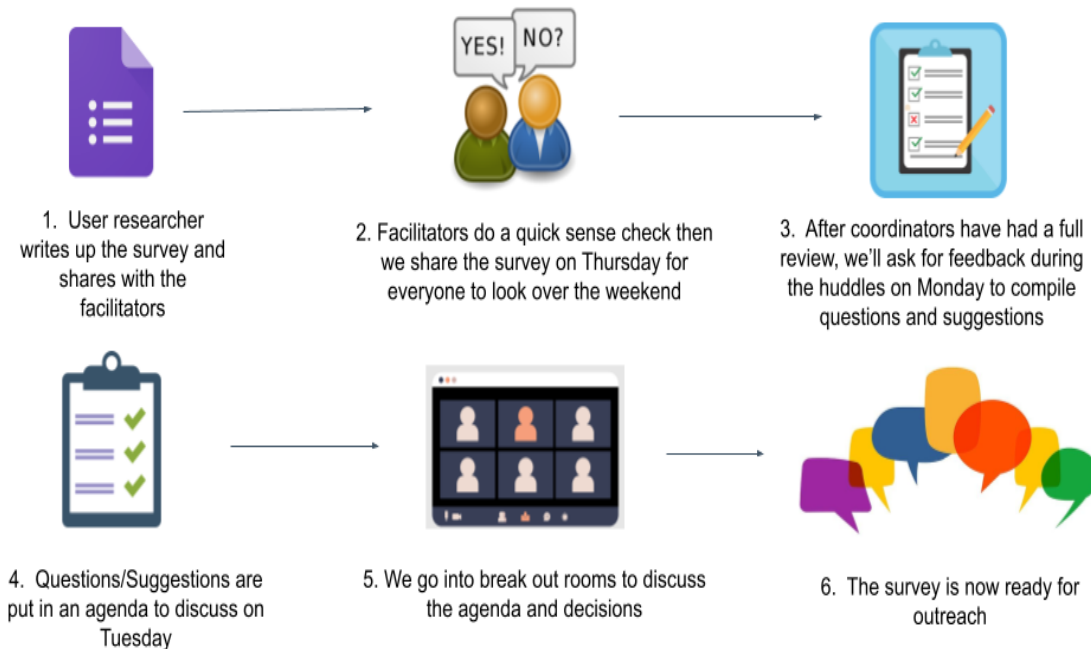 YES!
NO?
1. User researcher
writes up the survey and
shares with the
facilitators
2. Facilitators do a quick sense check then
we share the survey on Thursday for
everyone to look over the weekend
3. After coordinators have had a full
review, we'll ask for feedback during
the huddles on Monday to compile
questions and suggestions
4. Questions/Suggestions are
put in an agenda to discuss on
Tuesday
5. We go into break out rooms to discuss
the agenda and decisions
6. The survey is now ready for
outreach